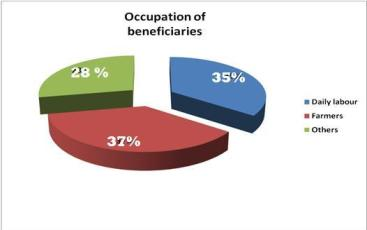 Occupation of
beneficiaries
28 %
35%
37%
Daily labour
Farmers
Others